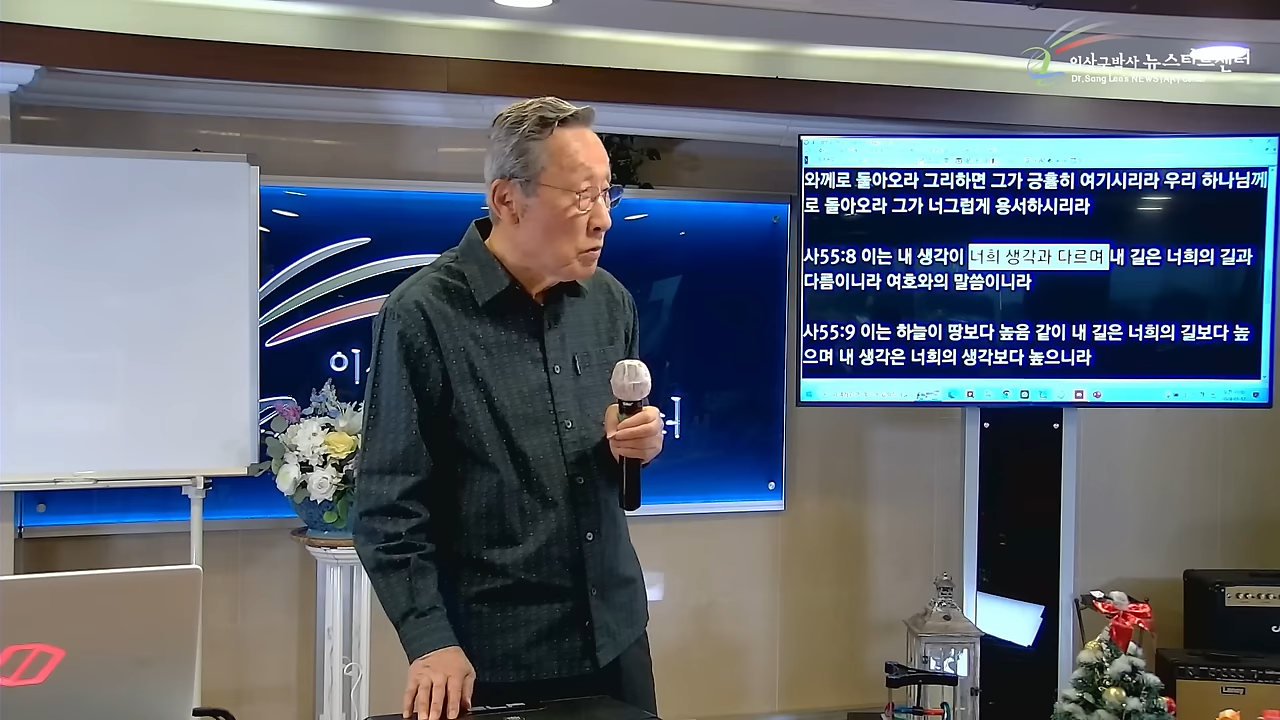 이상구박사 뉴스타트센터
Dr.Sang Lee's NEWSTART Center
와께로 돌아오라 그리하면 그가 긍휼히 여기시리라 우리 하나님께
로 돌아오라 그가 너그럽게 용서하시리라
사55:8 이는 내 생각이 너희 생각과 다르며 내 길은 너희의 길과
다름이니라 여호와의 말씀이니라
사55:9 이는 하늘이 땅보다 높음 같이 내 길은 너희의 길보다 높
으며 내 생각은 너희의 생각보다 높으니라